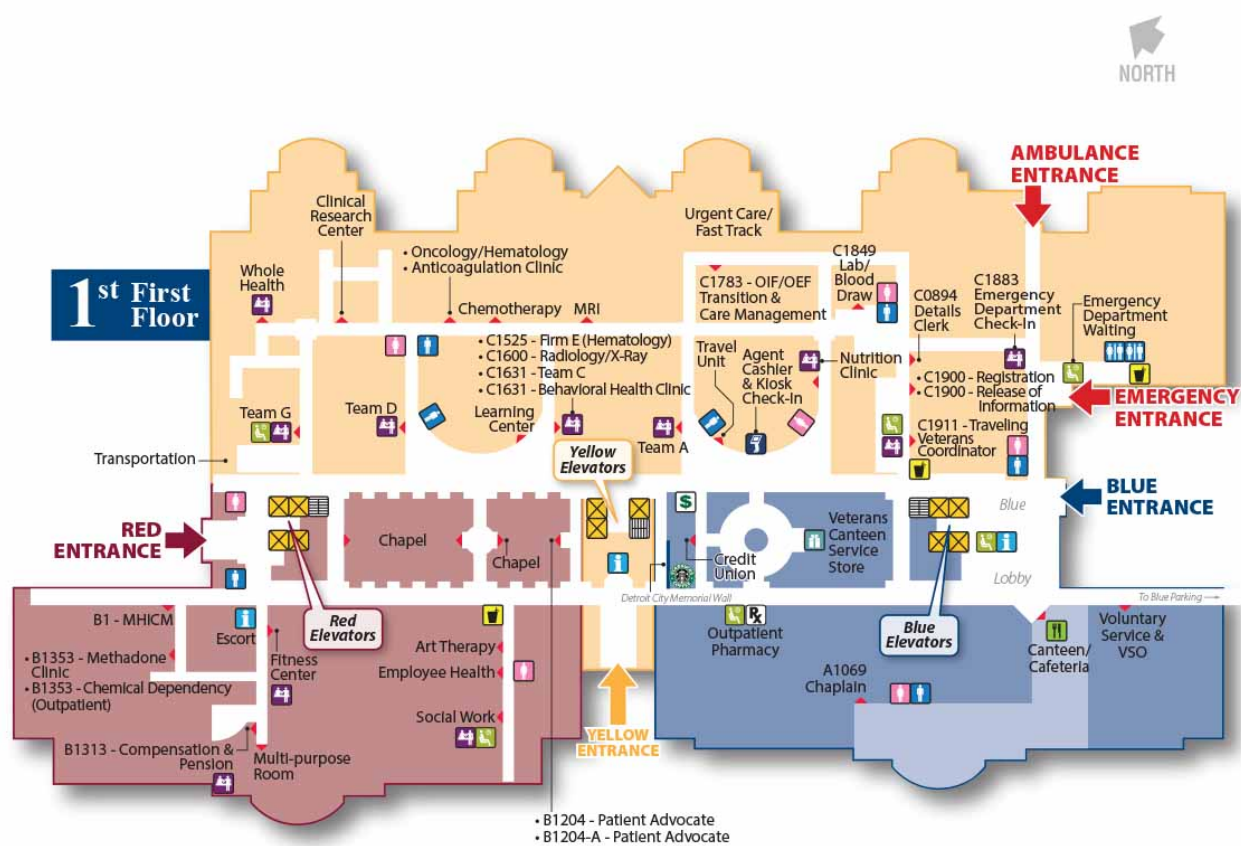 NORTH
AMBULANCE
ENTRANCE
1st First
Floor
Clinical
Research
Center
• Oncology/Hematology
• Anticoagulation Clinic
Urgent Care/
Fast Track
Whole
Health
Chemotherapy
MRI
C1783 - OIF/OEF
Transition &
Care Management
C1849
Lab/
Blood
Draw
C0894
Details
Clerk
C1883
Emergency
Department
Check-In
Emergency
Department
Waiting
• C1525 - Firm E (Hematology)
• C1600 - Radiology/X-Ray
• C1631 - Team C
• C1631 - Behavioral Health Clinic
Travel
Unit
Agent
Cashier
& Kiosk
Check-In
Nutrition
Clinic
• C1900 - Registration
• C1900 - Release of
Information
EMERGENCY
ENTRANCE
Team G
Team D
Learning
Center
Team A
C1911 - Traveling
Veterans
Coordinator
Transportation
Yellow
Elevators
RED
ENTRANCE
Chapel
Chapel
$
Credit
Union
Veterans
Canteen
Service
Store
Blue
Lobby
BLUE
ENTRANCE
i
i
Detroit City Memorial Wall
To Blue Parking
B1 - MHICM
i
Escort
Red
Elevators
Fitness
Center
• B1353 - Methadone
Clinic
• B1353 - Chemical Dependency
(Outpatient)
Art Therapy
Employee Health
Social Work
Rx
Outpatient
Pharmacy
Blue
Elevators
Canteen/
Cafeteria
Voluntary
Service &
VSO
A1069
Chaplain
B1313 - Compensation &
Pension
Multi-purpose
Room
YELLOW
ENTRANCE
• B1204 - Patient Advocate
• B1204-A - Patient Advocate